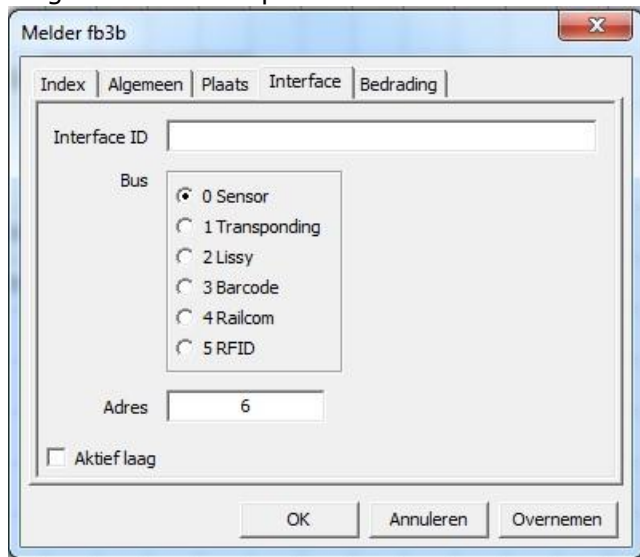 Melder fb3b
Index Algemeen Plaats Interface Bedrading
Interface ID
Bus
0 Sensor
1 Transponding
2 Lissy
3 Barcode
4 Railcom
5 RFID
Adres 6
Aktief laag
OK Annuleren Overnemen